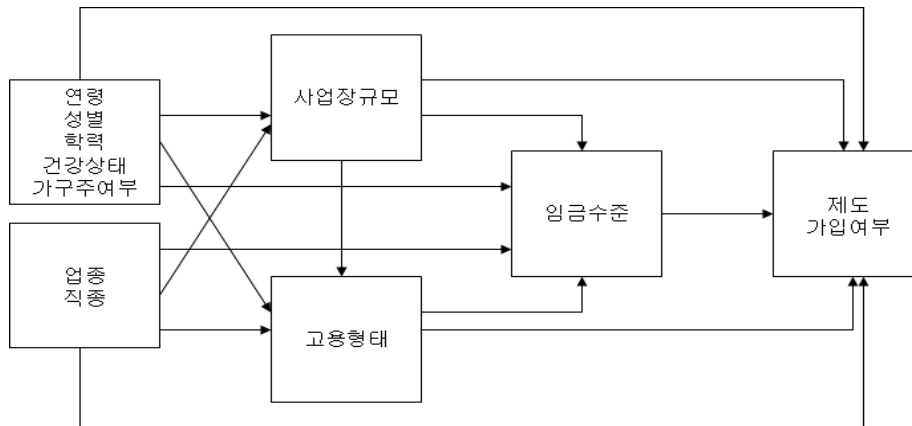 연령
성별
학력
건강상태
가구주여부
업종
직종
사업장규모
고용형태
임금수준
제도
가입여부